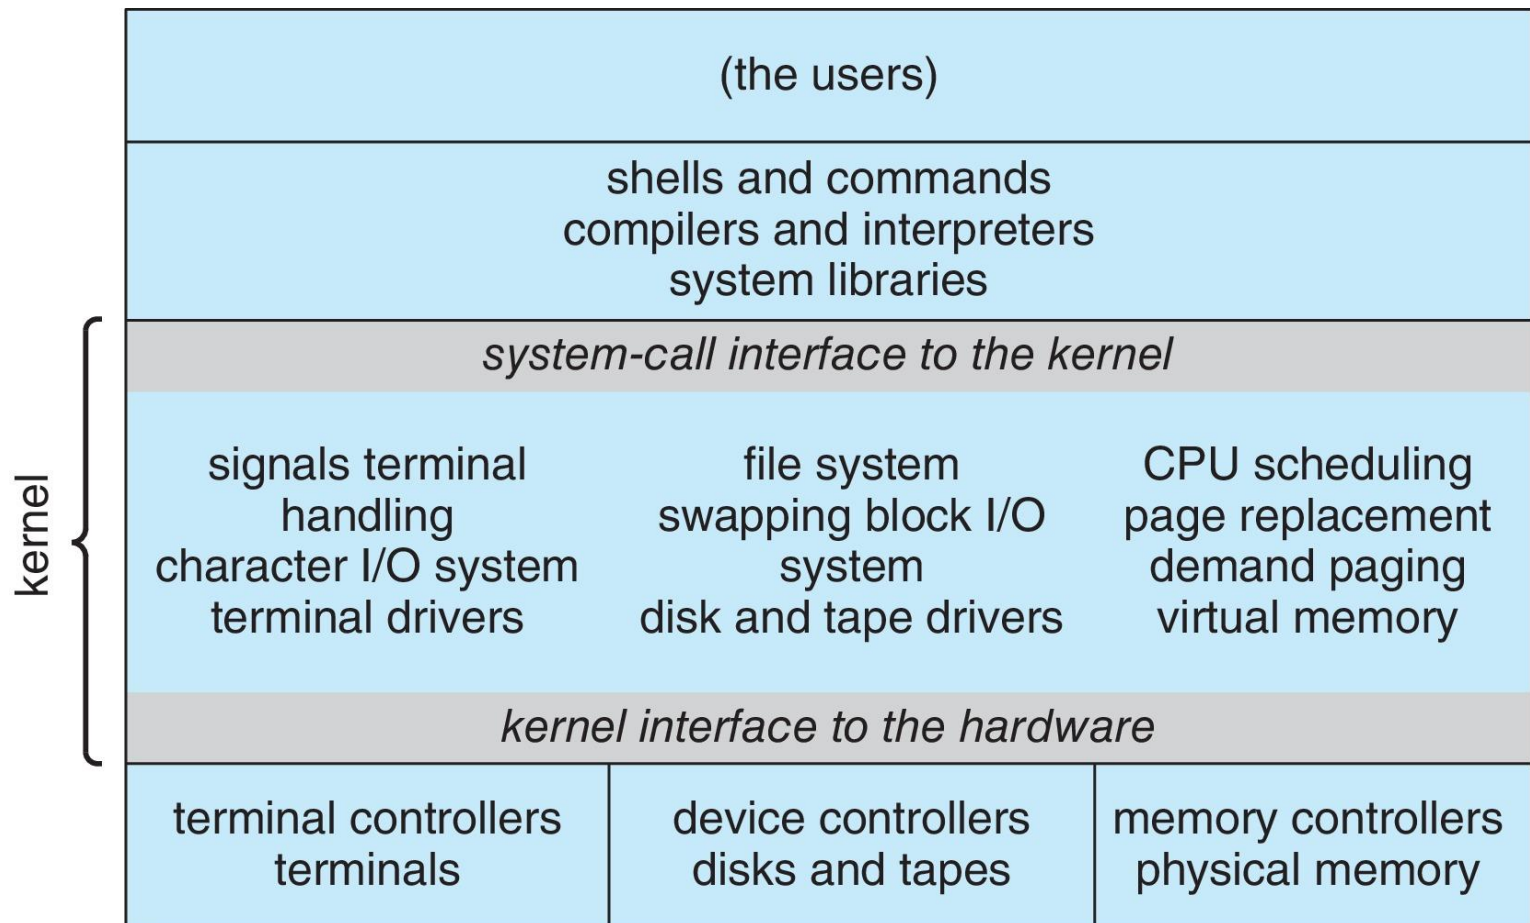 (the users)
shells and commands
compilers and interpreters
system libraries
kernel
system-call interface to the kernel
signals terminal
handling
character I/O system
terminal drivers
file system
swapping block I/O
system
disk and tape drivers
CPU scheduling
page replacement
demand paging
virtual memory
kernel interface to the hardware
terminal controllers
terminals
device controllers
disks and tapes
memory controllers
physical memory